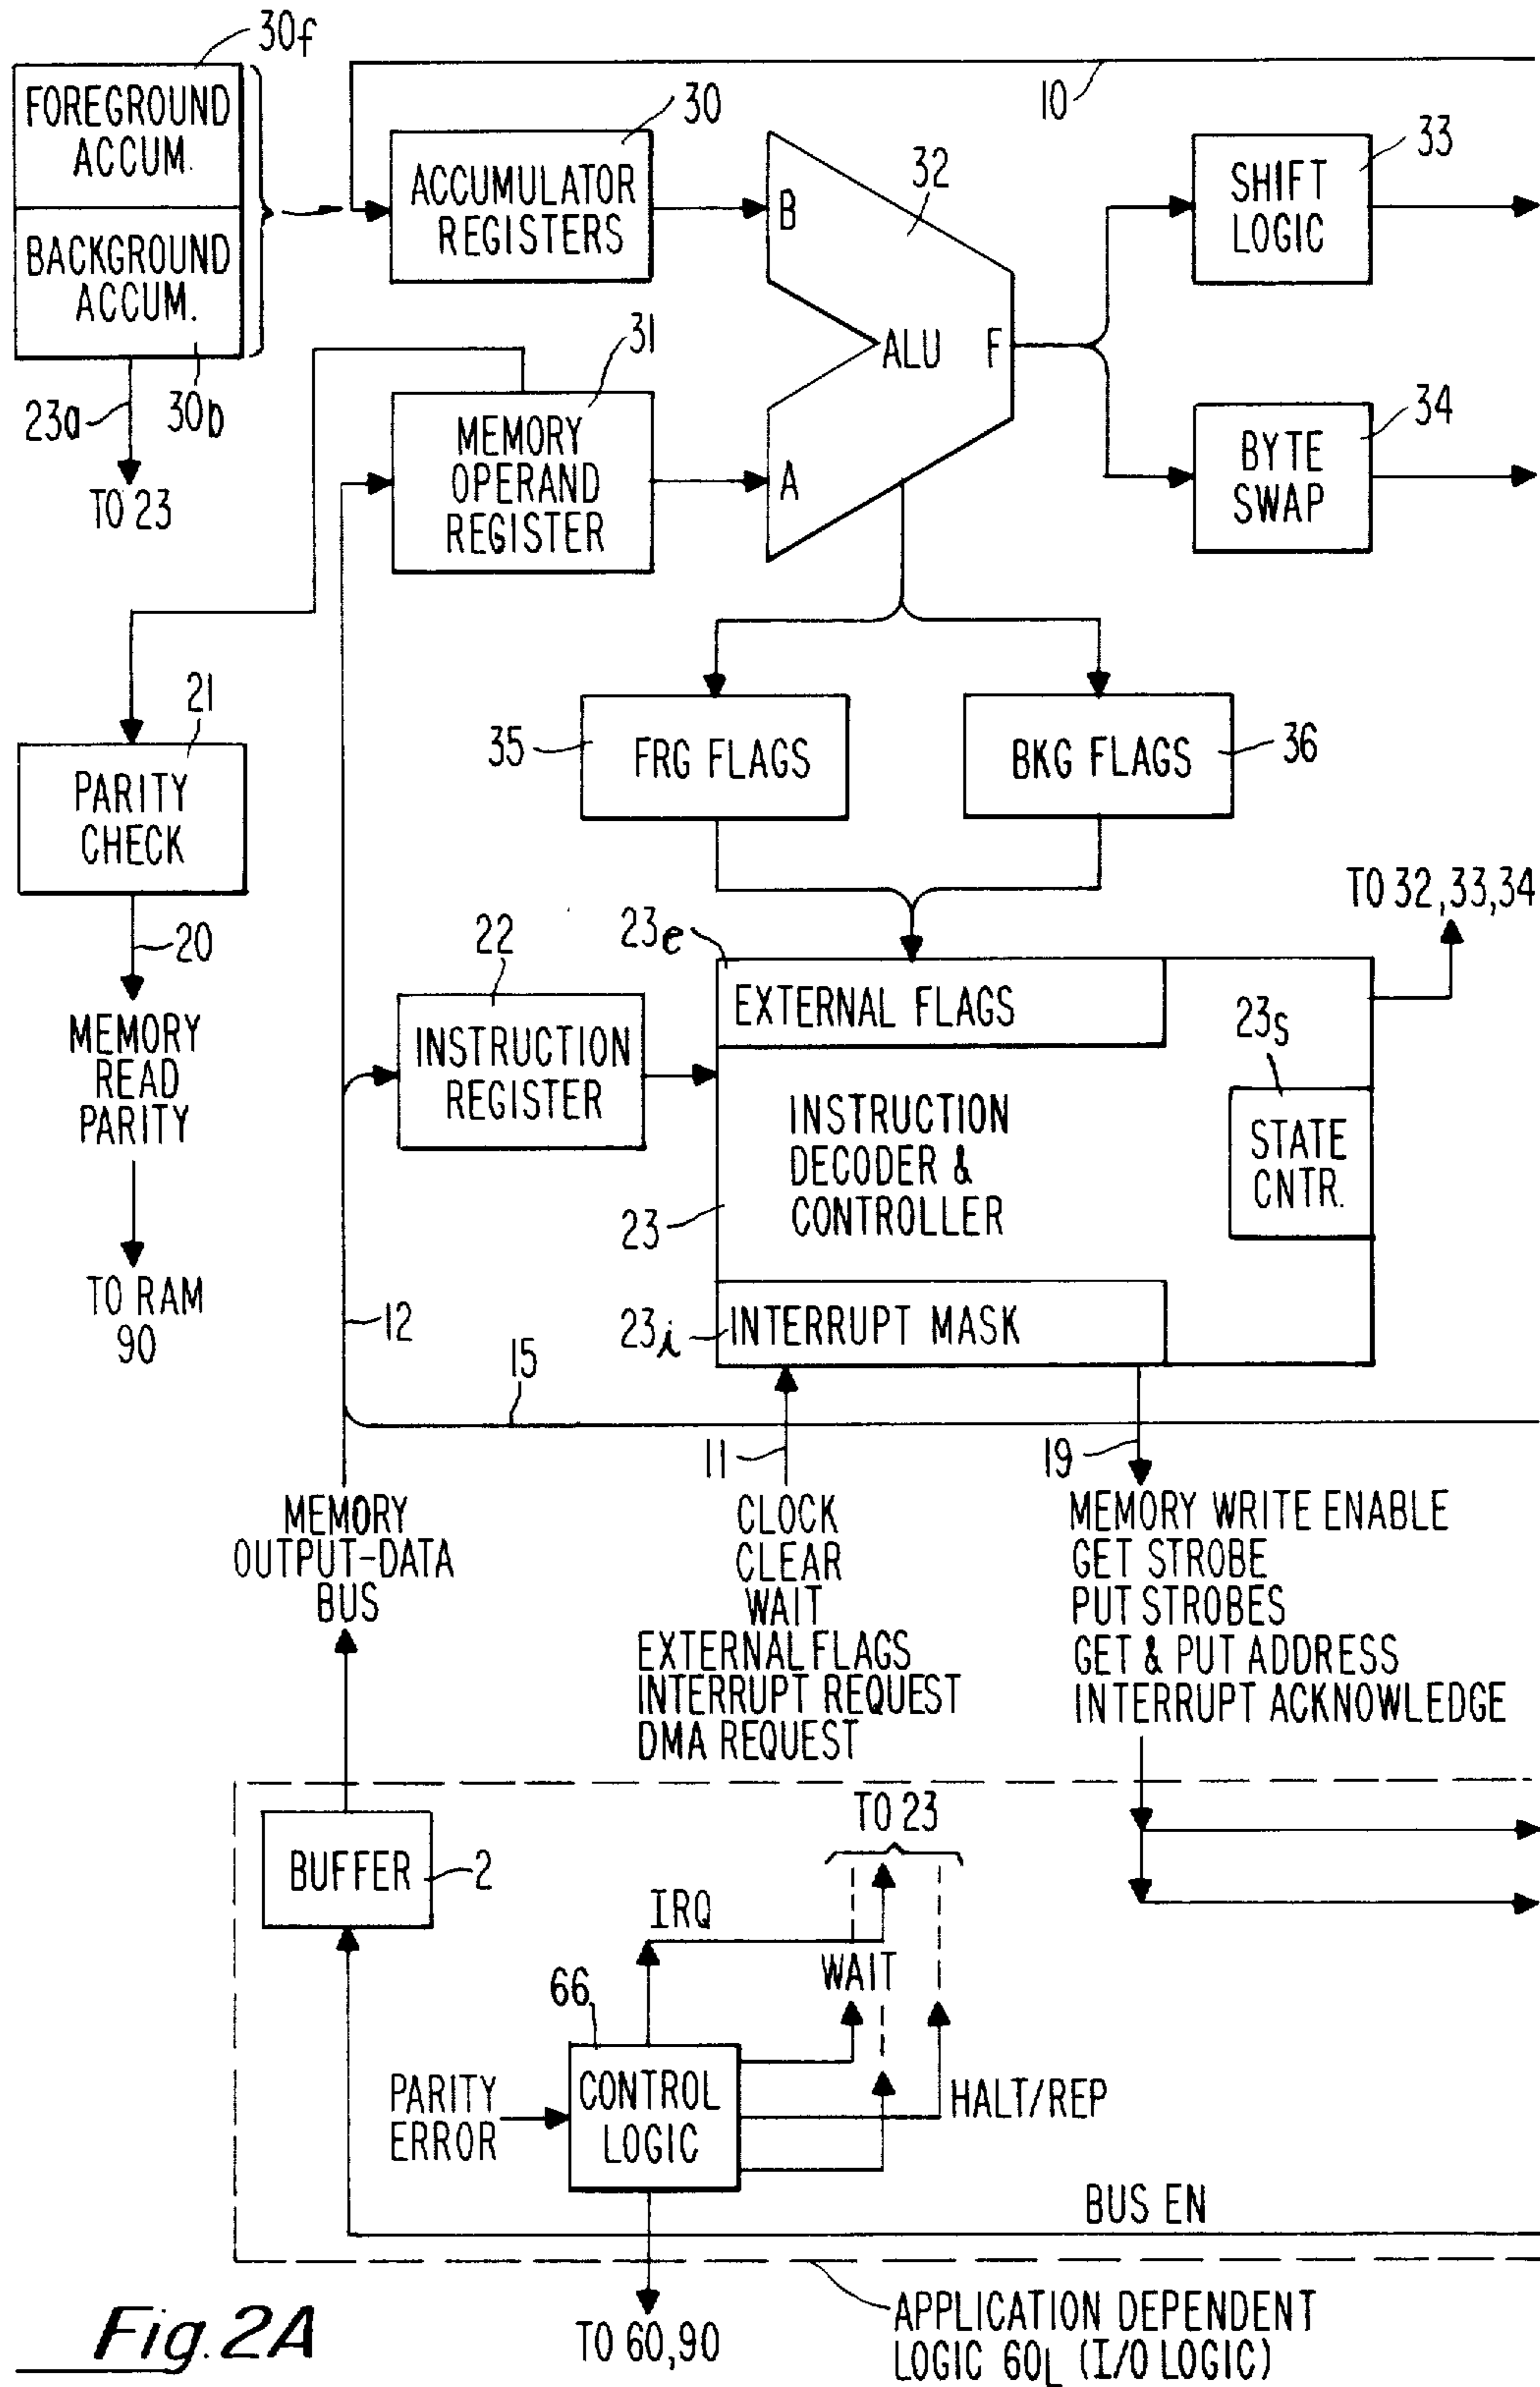 30f
FOREGROUND
ACCUM.
BACKGROUND
ACCUM.
23a
30b
TO 23
10
30
ACCUMULATOR
REGISTERS
B
32
33
SHIFT
LOGIC
31
MEMORY
OPERAND
REGISTER
ALU
F
A
34
BYTE
SWAP
21
PARITY
CHECK
20
MEMORY
READ
PARITY
TO RAM
90
35
FRG FLAGS
BKG FLAGS
36
TO 32,33,34
22
INSTRUCTION
REGISTER
23e
EXTERNAL FLAGS
23s
STATE
CNTR.
INSTRUCTION
DECODER &
CONTROLLER
23
23i
INTERRUPT MASK
12
15
11
19
MEMORY
OUTPUT-DATA
BUS
CLOCK
CLEAR
WAIT
EXTERNAL FLAGS
INTERRUPT REQUEST
DMA REQUEST
MEMORY WRITE ENABLE
GET STROBE
PUT STROBES
GET & PUT ADDRESS
INTERRUPT ACKNOWLEDGE
BUFFER
2
TO 23
IRQ
WAIT
66
PARITY
ERROR
CONTROL
LOGIC
HALT/REP
BUS EN
TO 60,90
APPLICATION DEPENDENT
LOGIC 60L (I/O LOGIC)
Fig. 2A